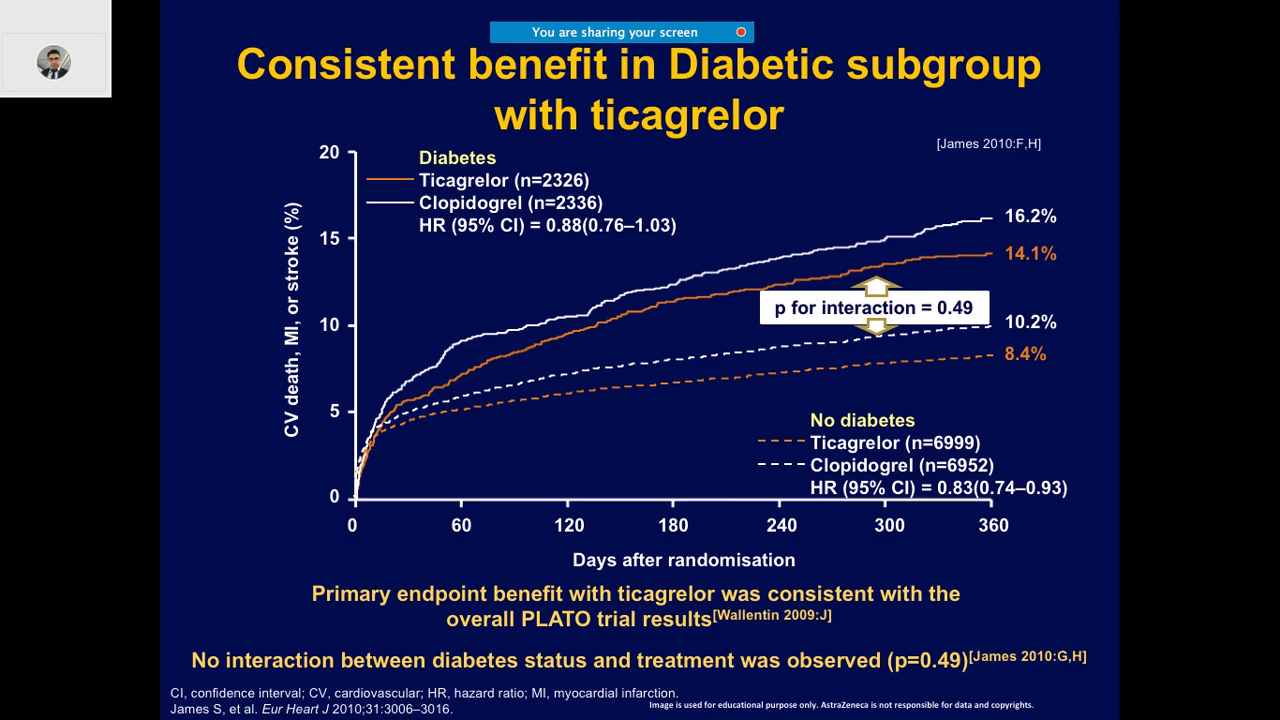 You are sharing your screen
Consistent benefit in Diabetic subgroup
with ticagrelor
[James 2010:F,H]
20
15
10
5
0
CV death, MI, or stroke (%)
Diabetes
Ticagrelor (n=2326)
Clopidogrel (n=2336)
HR (95% CI) = 0.88(0.76–1.03)
16.2%
14.1%
p for interaction = 0.49
10.2%
8.4%
No diabetes
Ticagrelor (n=6999)
Clopidogrel (n=6952)
HR (95% CI) = 0.83(0.74–0.93)
0 60 120 180 240 300 360
Days after randomisation
Primary endpoint benefit with ticagrelor was consistent with the
overall PLATO trial results[Wallentin 2009:J]
No interaction between diabetes status and treatment was observed (p=0.49)[James 2010:G,H]
CI, confidence interval; CV, cardiovascular; HR, hazard ratio; MI, myocardial infarction.
James S, et al. Eur Heart J 2010;31:3006–3016.
Image is used for educational purpose only. AstraZeneca is not responsible for data and copyrights.